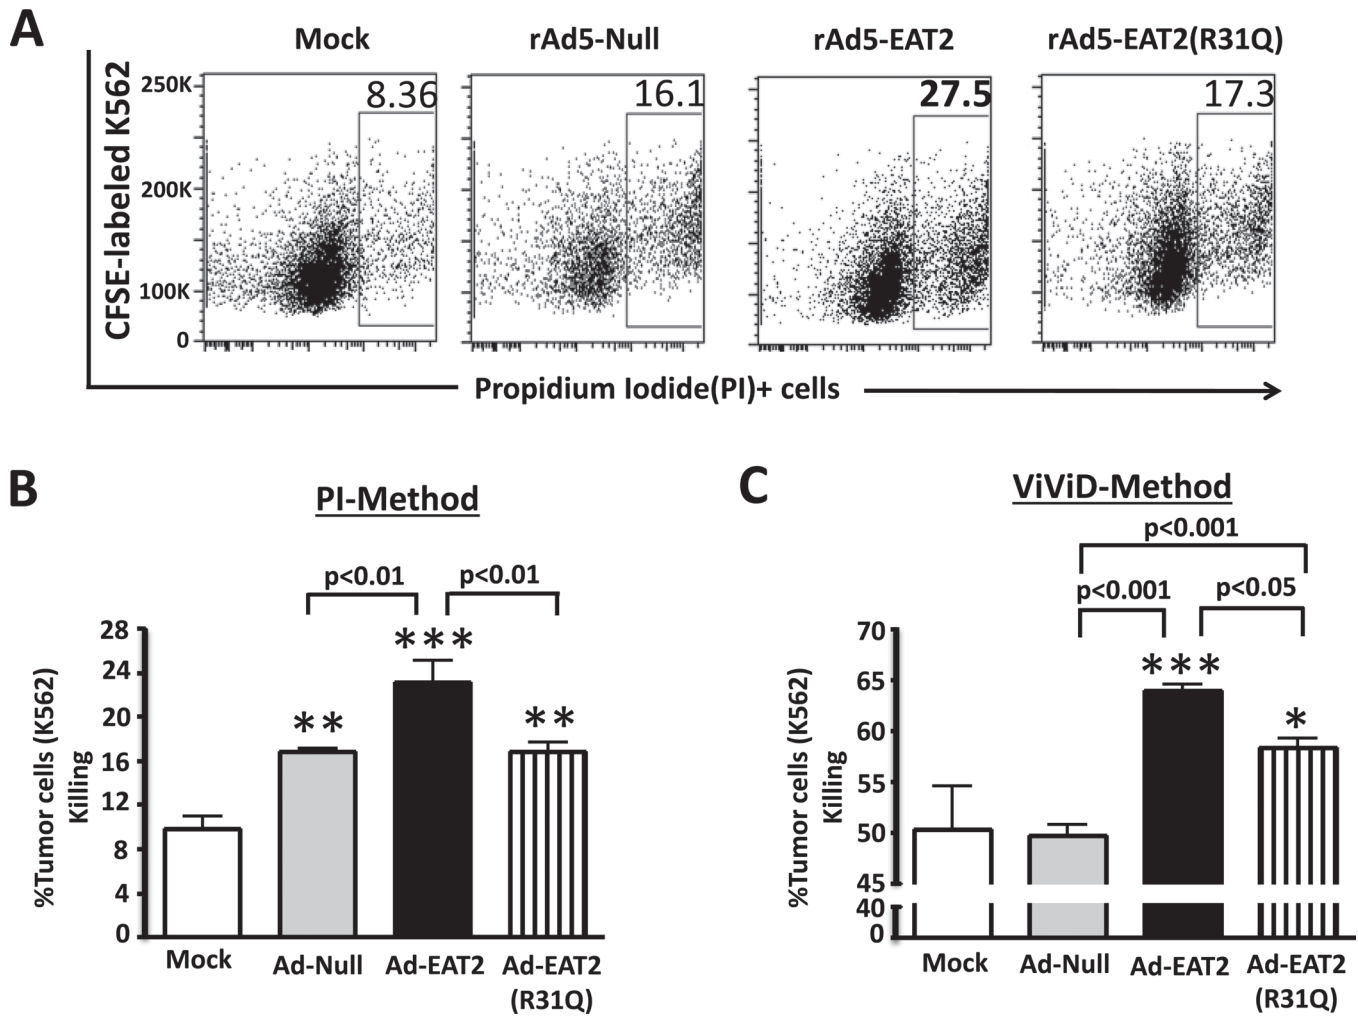 A
Mock
rAd5-Null
rAd5-EAT2
rAd5-EAT2(R31Q)
CFSE-labeled K562
250K
200K
100K
0
8.36
16.1
27.5
17.3
Propidium Iodide(PI)+ cells
B
PI-Method
p<0.01
p<0.01
%Tumor cells (K562)
Killing
28
24
20
16
12
8
4
0
**
***
**
Mock
Ad-Null
Ad-EAT2
Ad-EAT2
(R31Q)
C
ViViD-Method
p<0.001
p<0.001
p<0.05
%Tumor cells (K562)
Killing
70
65
60
55
50
45
40
0
***
*
Mock
Ad-Null
Ad-EAT2
Ad-EAT2
(R31Q)